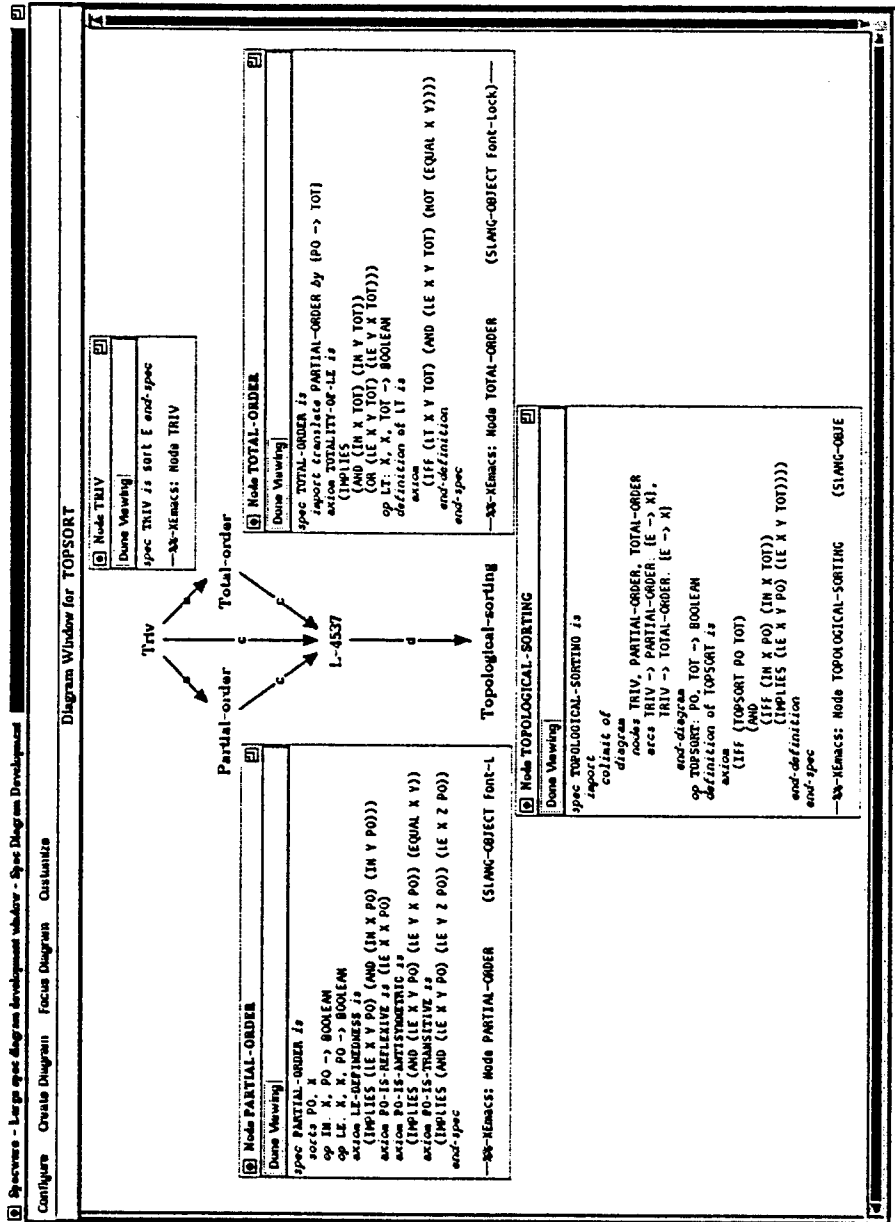 Specware - Large spec diagram development window - Spec Diagram Development
Configure Create Diagram Focus Diagram Customize
Diagram Window for TOPSORT
Node TRIV
Done Viewing
spec TRIV is sort E end-spec
--%%-XEmacs: Node TRIV
Triv
Partial-order
Total-order
a
a
c
c
c
L-4537
d
Topological-sorting
Node PARTIAL-ORDER
Done Viewing
spec PARTIAL-ORDER is
sorts PO, X
op IN: X, PO -> BOOLEAN
op LE: X, X, PO -> BOOLEAN
axiom LE-DEFINEDNESS is
(IMPLIES (LE X Y PO) (AND (IN X PO) (IN Y PO)))
axiom PO-IS-REFLEXIVE is (LE X X PO)
axiom PO-IS-ANTISYMMETRIC is
(IMPLIES (AND (LE X Y PO) (LE Y X PO)) (EQUAL X Y))
axiom PO-IS-TRANSITIVE is
(IMPLIES (AND (LE X Y PO) (LE Y Z PO)) (LE X Z PO))
end-spec
--%%-XEmacs: Node PARTIAL-ORDER (SLANG-OBJECT Font-L
Node TOTAL-ORDER
Done Viewing
spec TOTAL-ORDER is
import translate PARTIAL-ORDER by {PO -> TOT}
axiom TOTALITY-OF-LE is
(IMPLIES
(AND (IN X TOT) (IN Y TOT))
(OR (LE X Y TOT) (LE Y X TOT)))
op LT: X, X, TOT -> BOOLEAN
definition of LT is
axiom
(IFF (LT X Y TOT) (AND (LE X Y TOT) (NOT (EQUAL X Y))))
end-definition
end-spec
--%%-XEmacs: Node TOTAL-ORDER (SLANG-OBJECT Font-Lock)----
Node TOPOLOGICAL-SORTING
Done Viewing
spec TOPOLOGICAL-SORTING is
import
colimit of
diagram
nodes TRIV, PARTIAL-ORDER, TOTAL-ORDER
arcs TRIV -> PARTIAL-ORDER: {E -> X},
TRIV -> TOTAL-ORDER: {E -> X}
end-diagram
op TOPSORT: PO, TOT -> BOOLEAN
definition of TOPSORT is
axiom
(IFF (TOPSORT PO TOT)
(AND
(IFF (IN X PO) (IN X TOT))
(IMPLIES (LE X Y PO) (LE X Y TOT))))
end-definition
end-spec
--%%-XEmacs: Node TOPOLOGICAL-SORTING (SLANG-OBJE